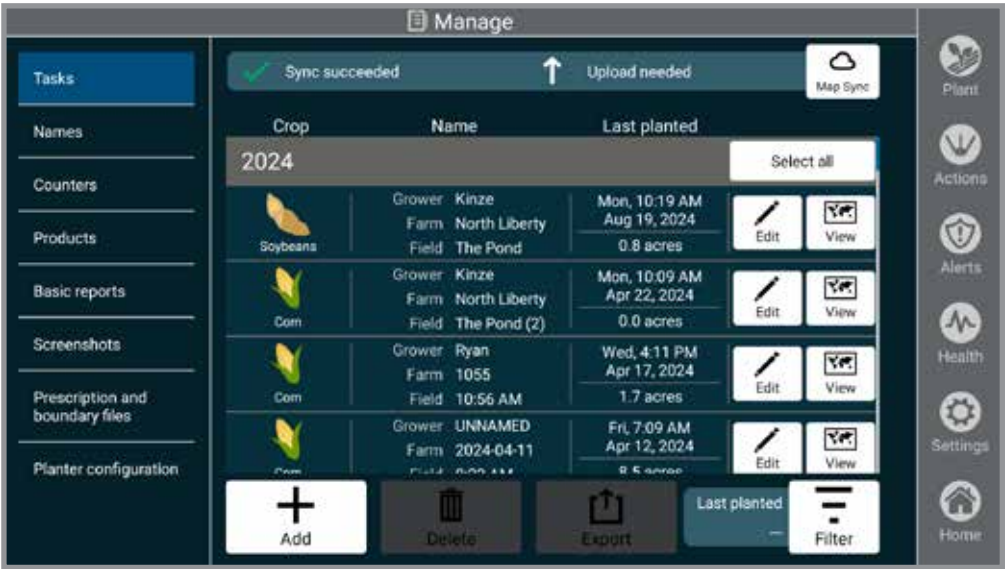 Manage
Tasks
Names
Counters
Products
Basic reports
Screenshots
Prescription and
boundary files
Planter configuration
Sync succeeded
Upload needed
Map Sync
Crop Name Last planted
2024
Select all
Soybeans
Grower Kinze
Farm North Liberty
Field The Pond
Mon, 10:19 AM
Aug 19, 2024
0.8 acres
Edit
View
Corn
Grower Kinze
Farm North Liberty
Field The Pond (2)
Mon, 10:09 AM
Apr 22, 2024
0.0 acres
Edit
View
Corn
Grower Ryan
Farm 1055
Field 10:56 AM
Wed, 4:11 PM
Apr 17, 2024
1.7 acres
Edit
View
Corn
Grower UNNAMED
Farm 2024-04-11
Field
Fri, 7:09 AM
Apr 12, 2024
8.5 acres
Edit
View
Add
Delete
Export
Last planted
---
Filter
Plant
Actions
Alerts
Health
Settings
Home